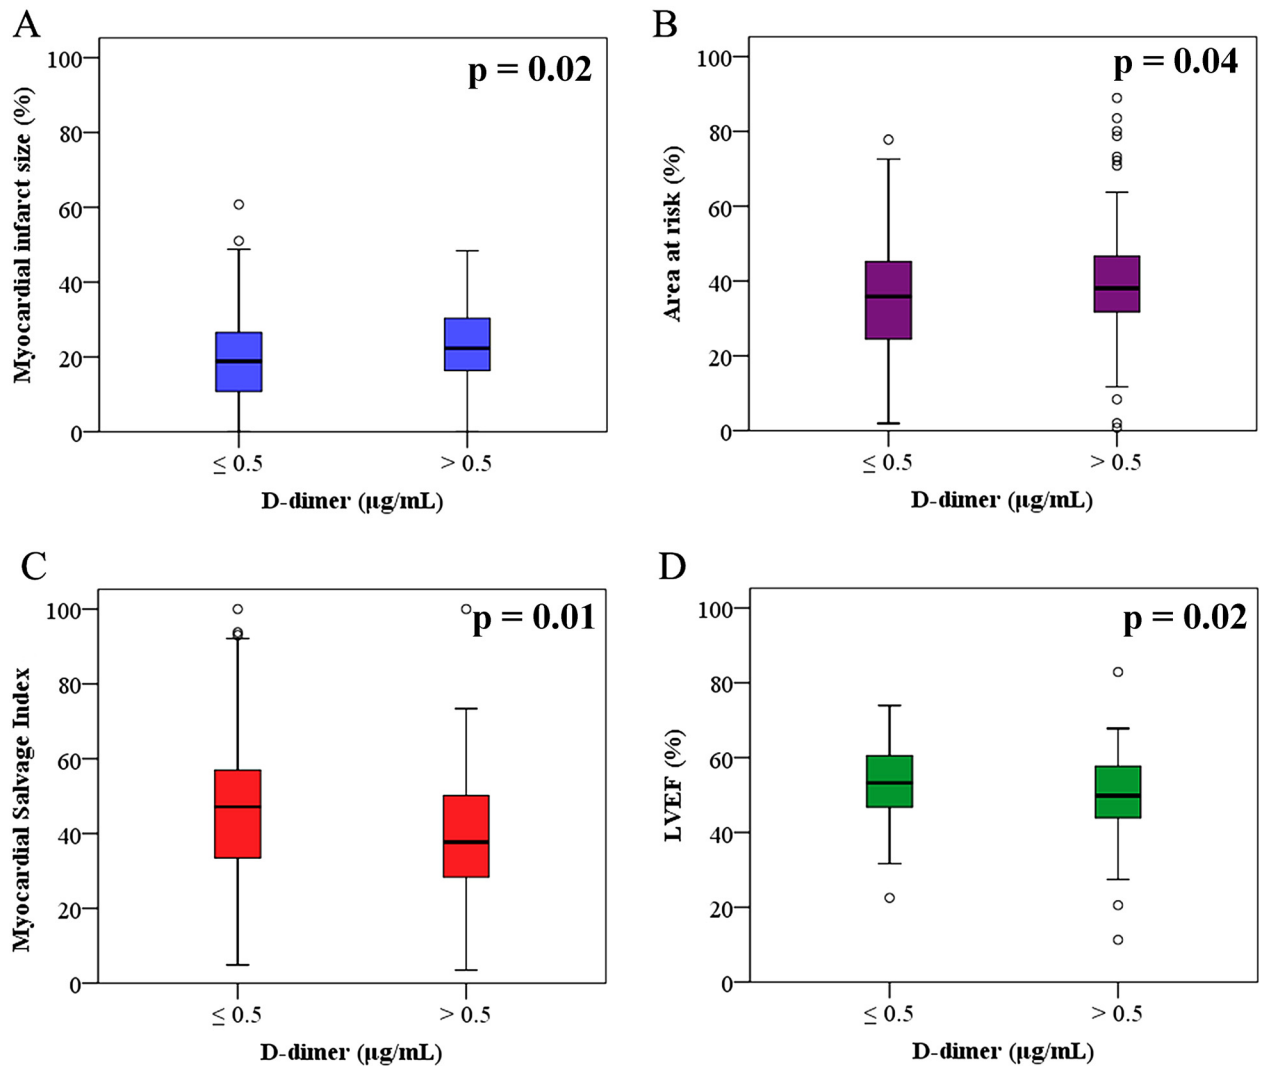 A
p = 0.02
Myocardial infarct size (%)
100
80
60
40
20
0
≤ 0.5
> 0.5
D-dimer (µg/mL)
B
p = 0.04
Area at risk (%)
100
80
60
40
20
0
≤ 0.5
> 0.5
D-dimer (µg/mL)
C
p = 0.01
Myocardial Salvage Index
100
80
60
40
20
0
≤ 0.5
> 0.5
D-dimer (µg/mL)
D
p = 0.02
LVEF (%)
100
80
60
40
20
0
≤ 0.5
> 0.5
D-dimer (µg/mL)